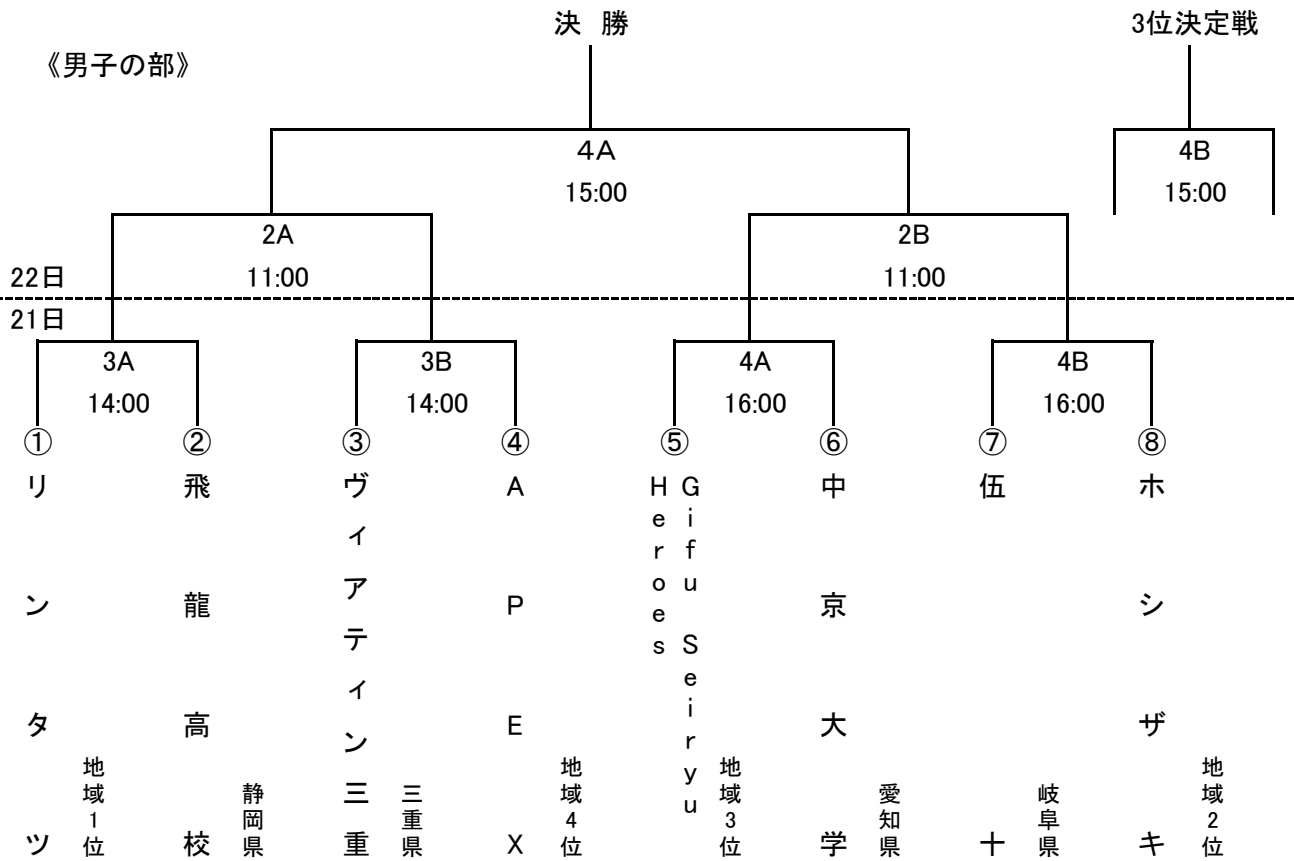 決 勝
3位決定戦
《男子の部》
4A
15:00
4B
15:00
2A
11:00
2B
11:00
22日
21日
3A
14:00
3B
14:00
4A
16:00
4B
16:00
①
リンタツ
地域1位
②
飛龍高校
静岡県
③
ヴィアティン三重
三重県
④
APEX
地域4位
⑤
Gifu Seiryu
Heroes
地域3位
⑥
中京大学
愛知県
⑦
伍十
岐阜県
⑧
ホシザキ
地域2位